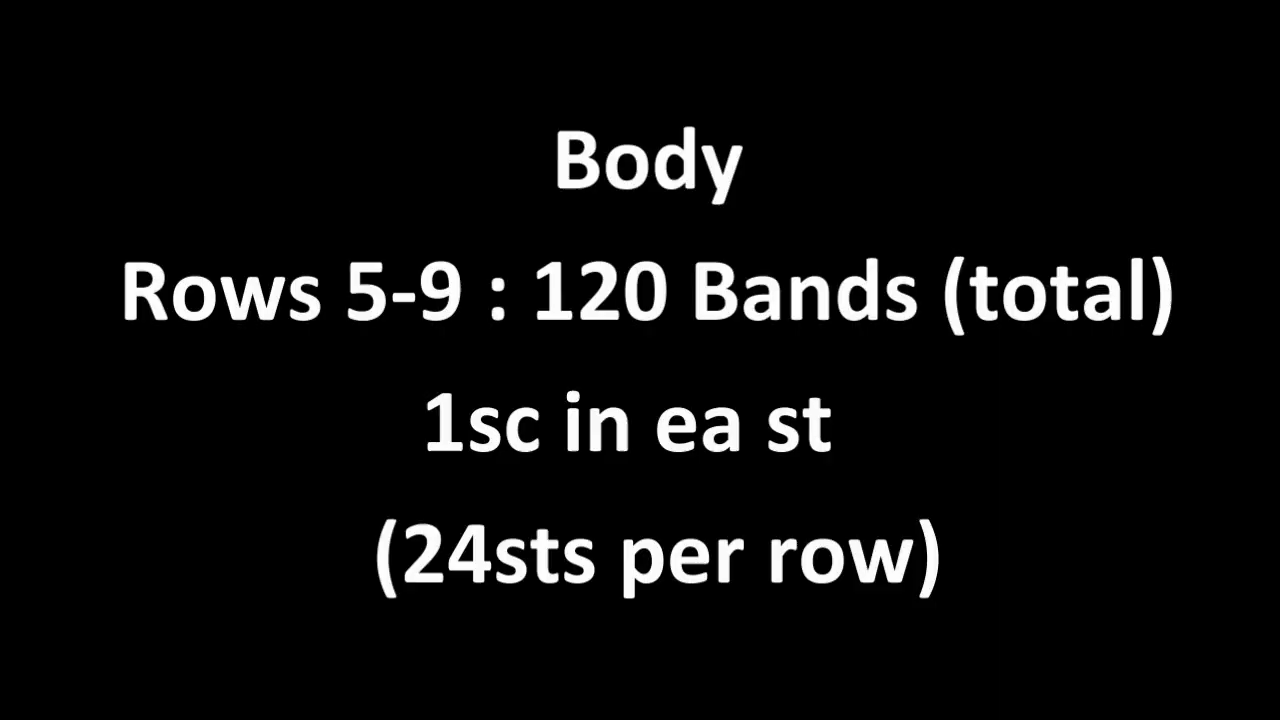 Body
Rows 5-9 : 120 Bands (total)
1sc in ea st
(24sts per row)